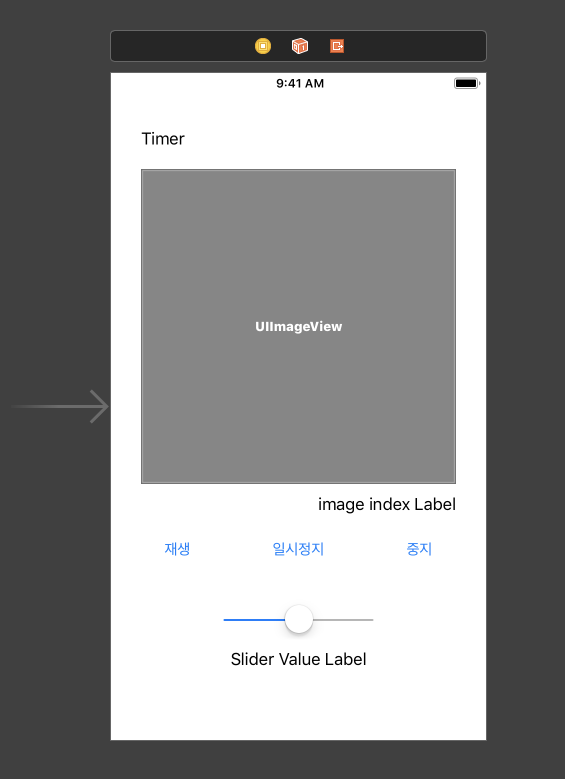 9:41 AM
Timer
UIImageView
image index Label
재생 일시정지 중지
Slider Value Label